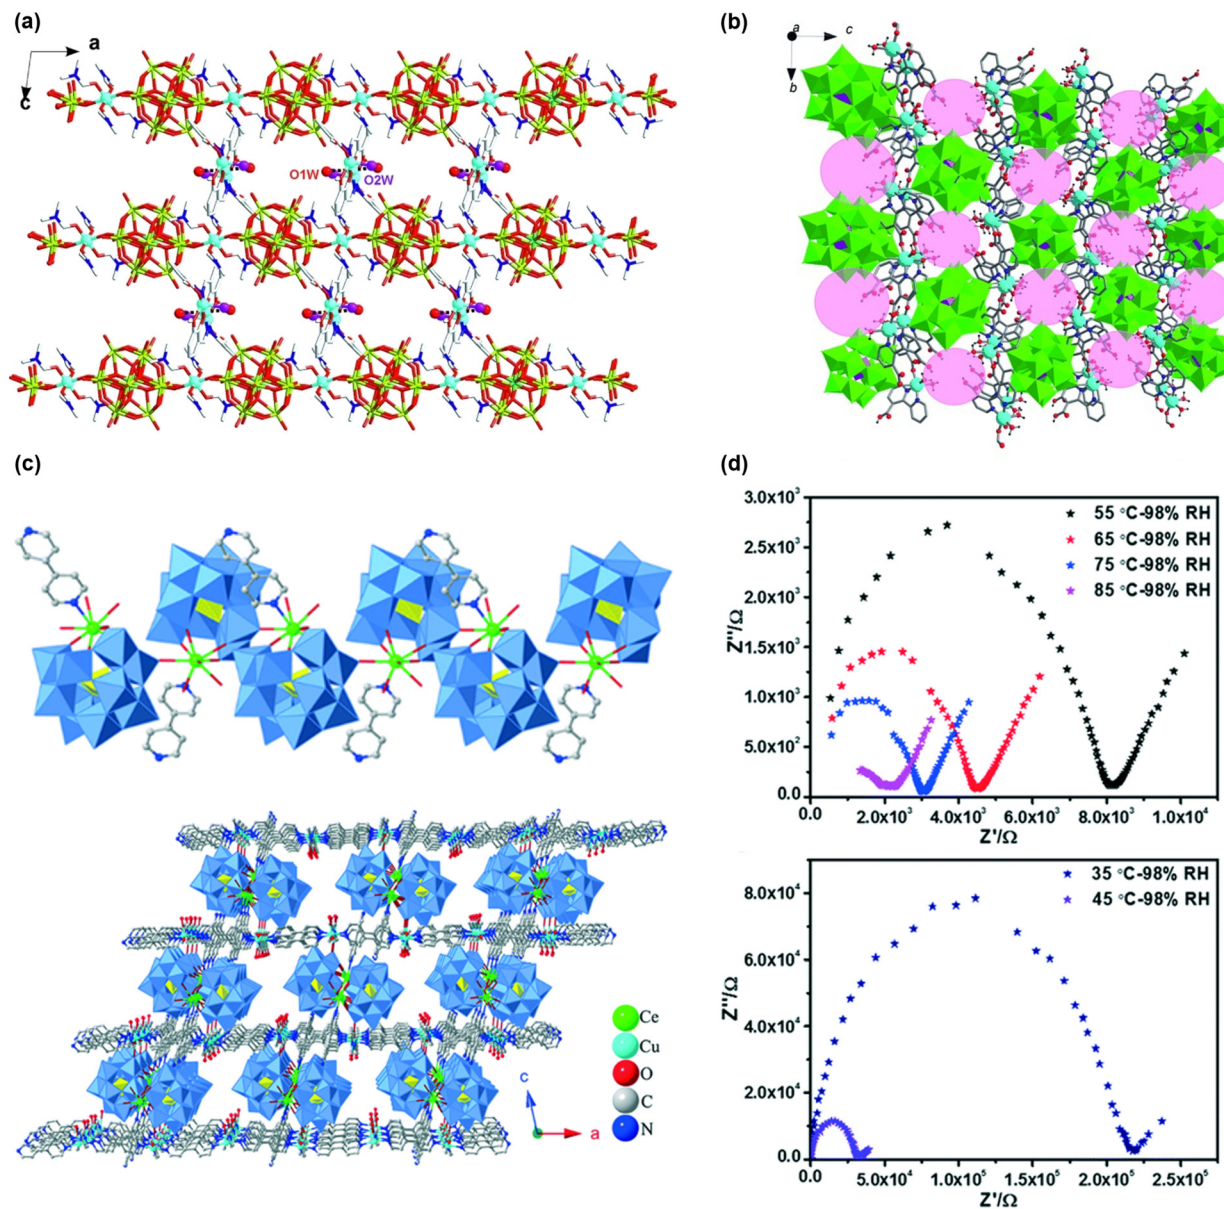 (a)
a
c
O1W
O2W
(b)
a
c
b
(c)
Ce
Cu
O
C
N
c
a
(d)
3.0x10³
2.5x10³
2.0x10³
1.5x10³
1.0x10³
5.0x10²
0.0
Z''/Ω
55 °C-98% RH
65 °C-98% RH
75 °C-98% RH
85 °C-98% RH
0.0 2.0x10³ 4.0x10³ 6.0x10³ 8.0x10³ 1.0x10⁴
Z'/Ω
8.0x10⁴
6.0x10⁴
4.0x10⁴
2.0x10⁴
0.0
Z''/Ω
35 °C-98% RH
45 °C-98% RH
0.0 5.0x10⁴ 1.0x10⁵ 1.5x10⁵ 2.0x10⁵ 2.5x10⁵
Z'/Ω